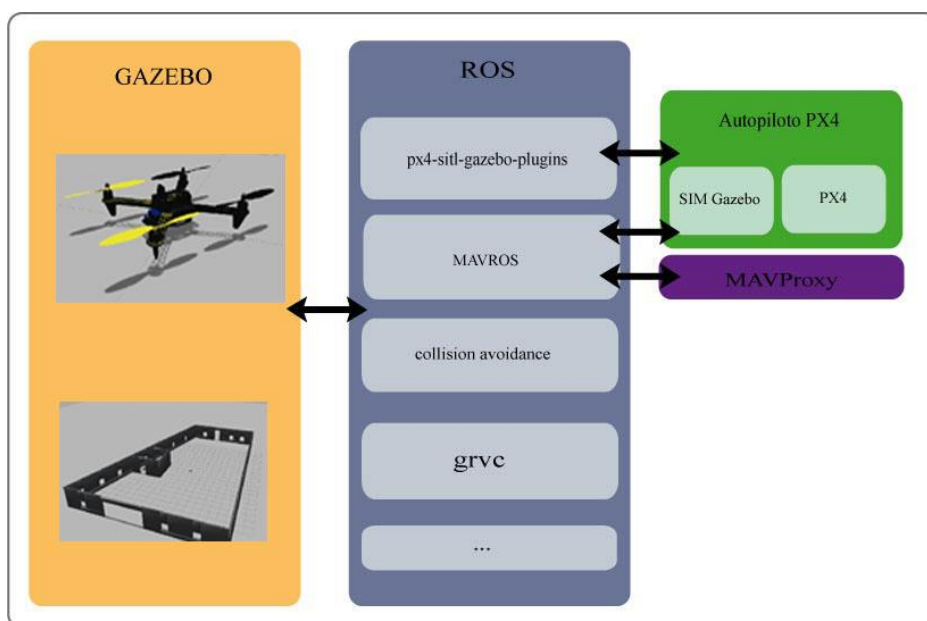 GAZEBO
ROS
px4-sitl-gazebo-plugins
MAVROS
collision avoidance
grvc
...
Autopiloto PX4
SIM Gazebo
PX4
MAVProxy